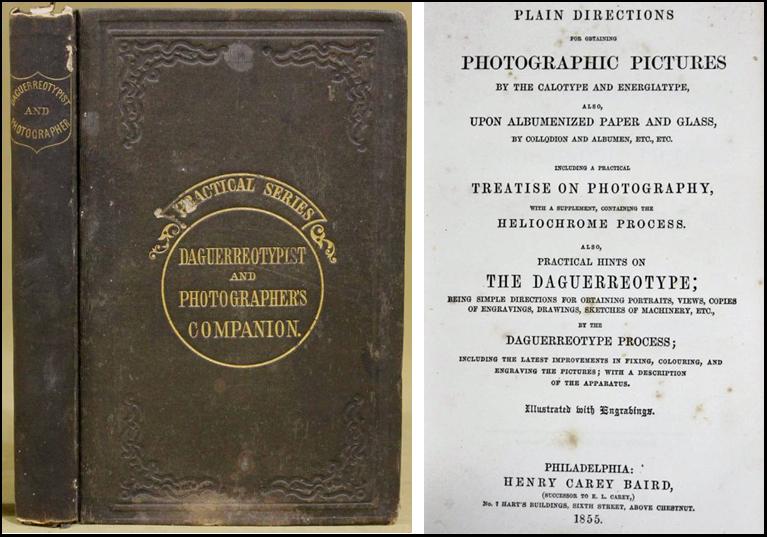 DAGUERREOTYPIST
AND
PHOTOGRAPHER
PRACTICAL SERIES
DAGUERREOTYPIST
AND
PHOTOGRAPHER'S
COMPANION.
PLAIN DIRECTIONS
FOR OBTAINING
PHOTOGRAPHIC PICTURES
BY THE CALOTYPE AND ENERGIATYPE,
ALSO,
UPON ALBUMENIZED PAPER AND GLASS,
BY COLLODION AND ALBUMEN, ETC., ETC.
INCLUDING A PRACTICAL
TREATISE ON PHOTOGRAPHY,
WITH A SUPPLEMENT, CONTAINING THE
HELIOCHROME PROCESS.
ALSO,
PRACTICAL HINTS ON
THE DAGUERREOTYPE;
BEING SIMPLE DIRECTIONS FOR OBTAINING PORTRAITS, VIEWS, COPIES
OF ENGRAVINGS, DRAWINGS, SKETCHES OF MACHINERY, ETC.,
BY THE
DAGUERREOTYPE PROCESS;
INCLUDING THE LATEST IMPROVEMENTS IN FIXING, COLOURING, AND
ENGRAVING THE PICTURES; WITH A DESCRIPTION
OF THE APPARATUS.
Illustrated with Engravings.
PHILADELPHIA:
HENRY CAREY BAIRD,
(SUCCESSOR TO E. L. CAREY,)
No. 7 HART'S BUILDINGS, SIXTH STREET, ABOVE CHESTNUT.
1855.